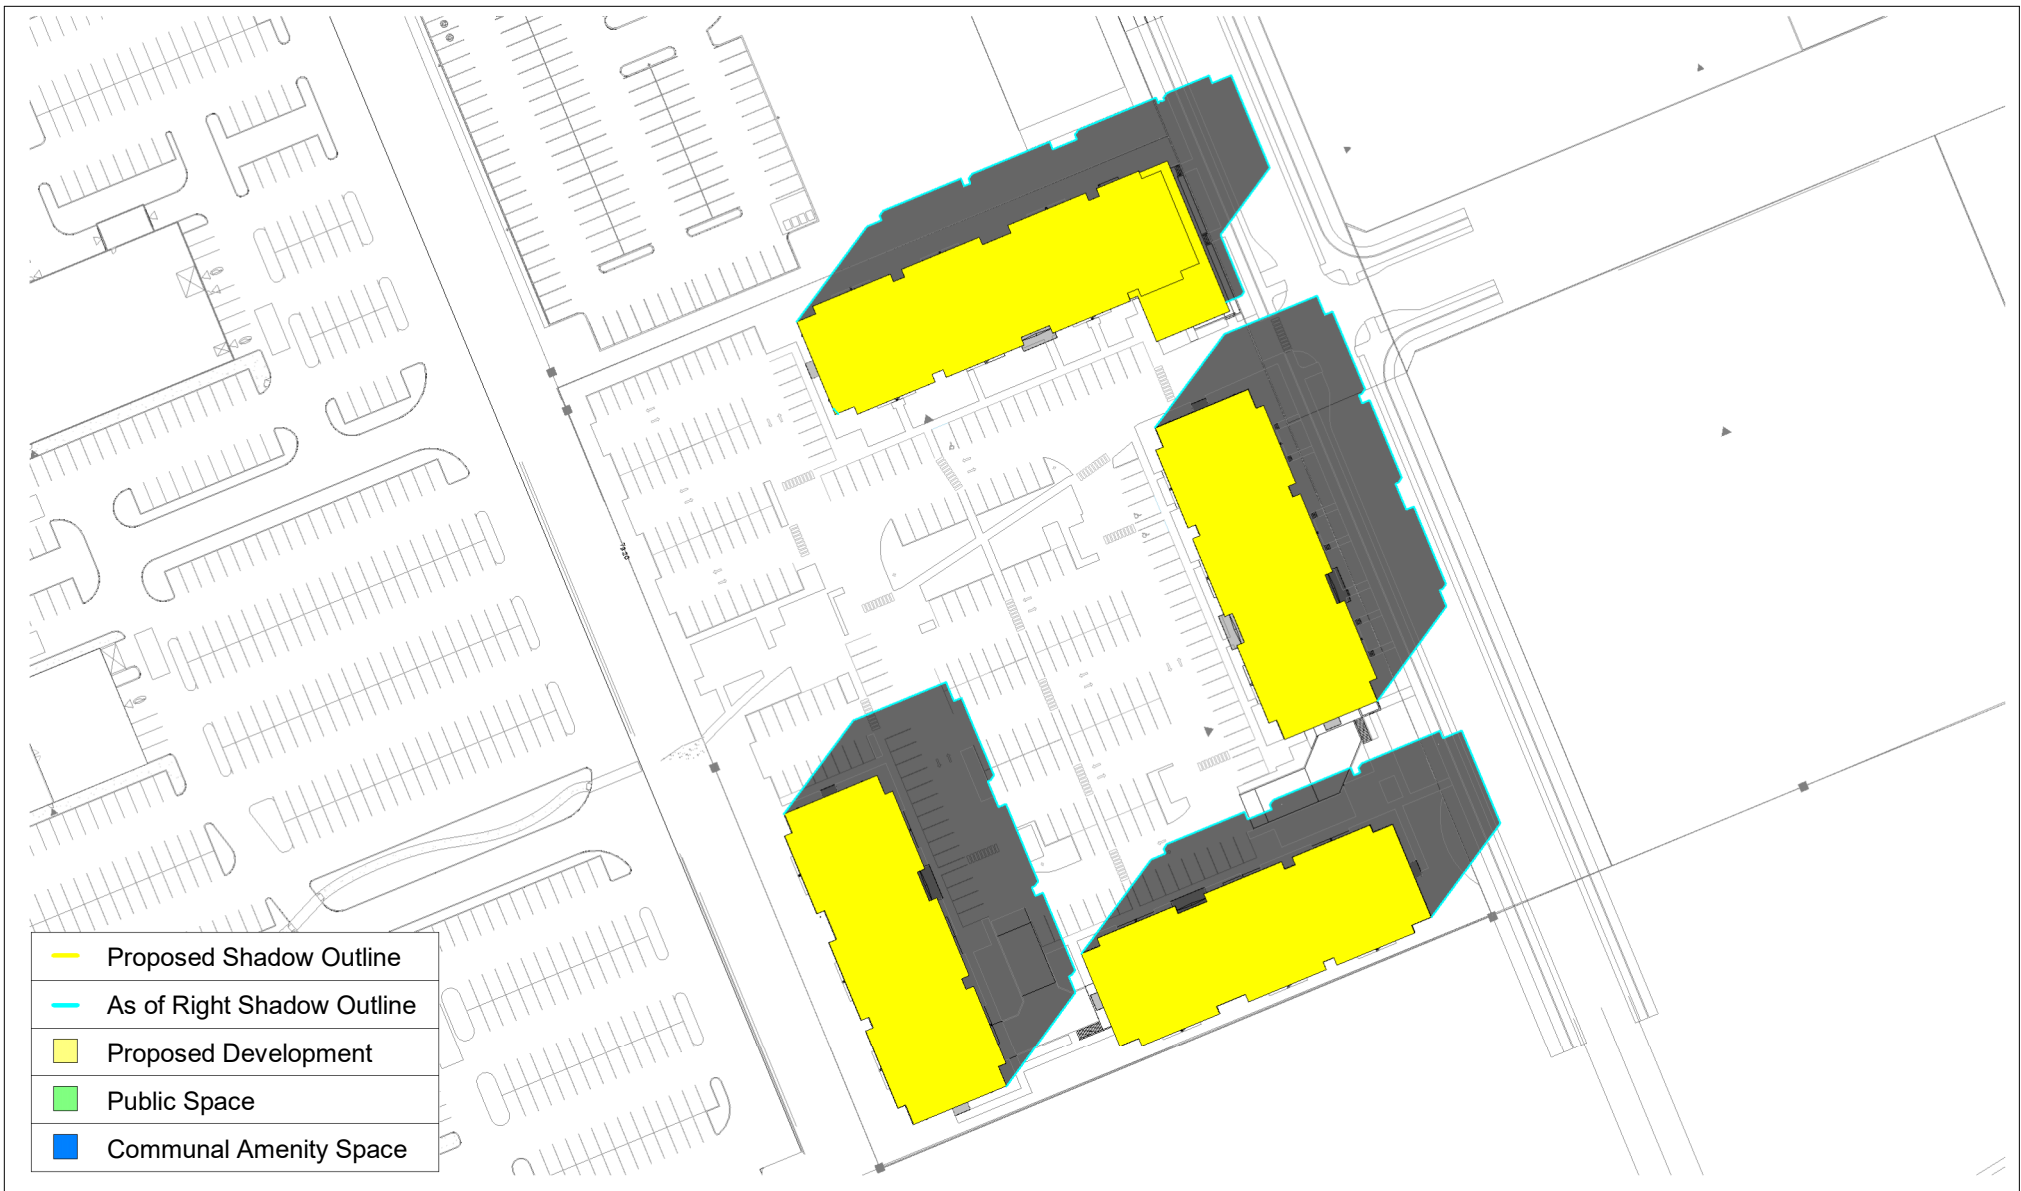 Proposed Shadow Outline
As of Right Shadow Outline
Proposed Development
Public Space
Communal Amenity Space